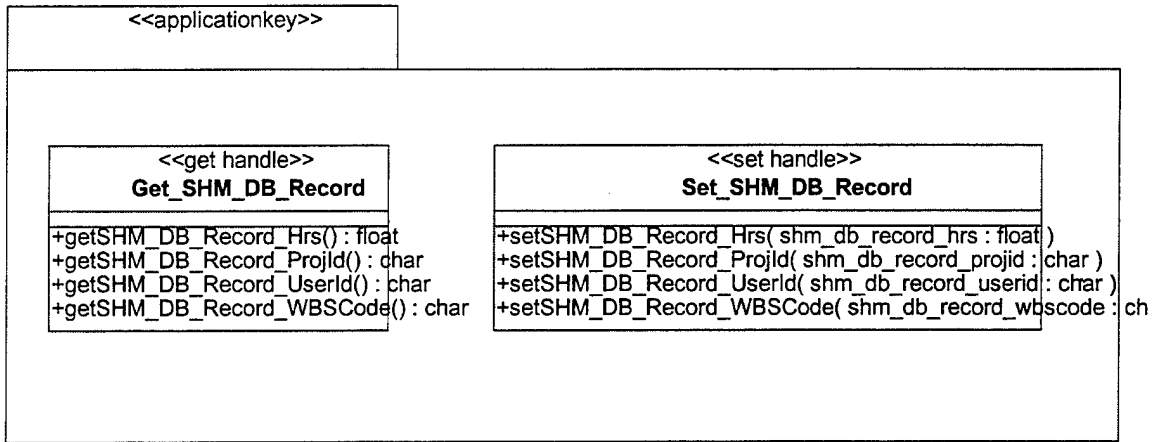 <<applicationkey>>
<<get handle>>
Get_SHM_DB_Record
+getSHM_DB_Record_Hrs() : float
+getSHM_DB_Record_ProjId() : char
+getSHM_DB_Record_UserId() : char
+getSHM_DB_Record_WBSCode() : char
<<set handle>>
Set_SHM_DB_Record
+setSHM_DB_Record_Hrs( shm_db_record_hrs : float )
+setSHM_DB_Record_ProjId( shm_db_record_projid : char )
+setSHM_DB_Record_UserId( shm_db_record_userid : char )
+setSHM_DB_Record_WBSCode( shm_db_record_wbscode : ch